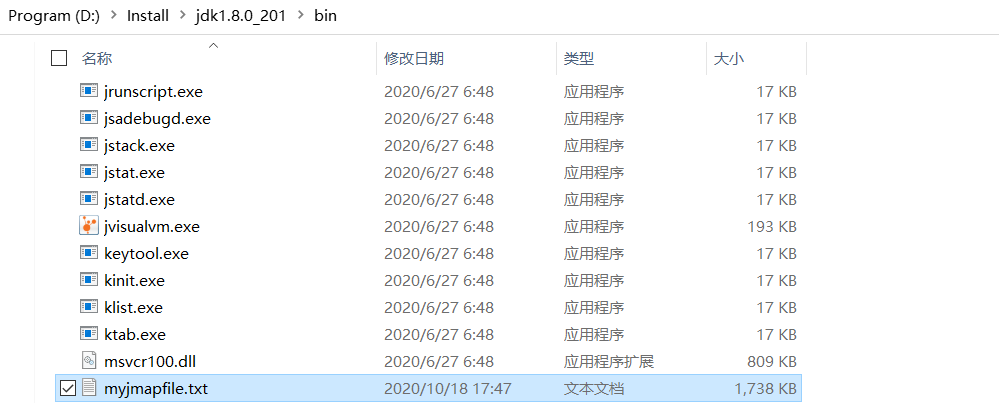 Program (D:) > Install > jdk1.8.0_201 > bin
名称 修改日期 类型 大小
jrunscript.exe 2020/6/27 6:48 应用程序 17 KB
jsadebugd.exe 2020/6/27 6:48 应用程序 17 KB
jstack.exe 2020/6/27 6:48 应用程序 17 KB
jstat.exe 2020/6/27 6:48 应用程序 17 KB
jstatd.exe 2020/6/27 6:48 应用程序 17 KB
jvisualvm.exe 2020/6/27 6:48 应用程序 193 KB
keytool.exe 2020/6/27 6:48 应用程序 17 KB
kinit.exe 2020/6/27 6:48 应用程序 17 KB
klist.exe 2020/6/27 6:48 应用程序 17 KB
ktab.exe 2020/6/27 6:48 应用程序 17 KB
msvcr100.dll 2020/6/27 6:48 应用程序扩展 809 KB
myjmapfile.txt 2020/10/18 17:47 文本文档 1,738 KB